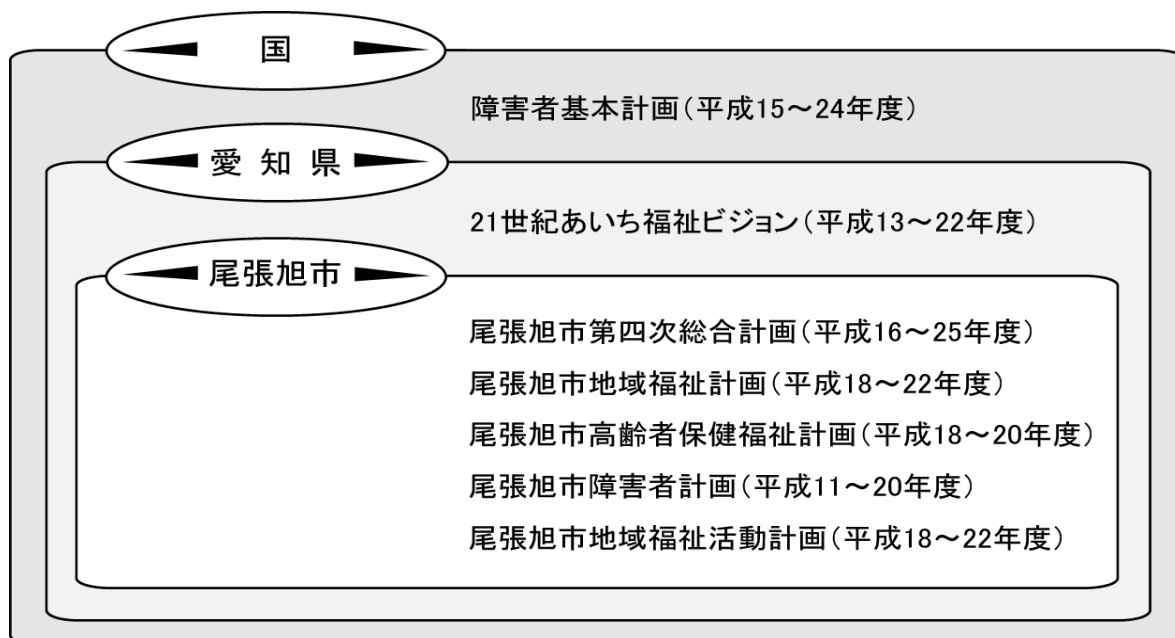 国
障害者基本計画(平成15～24年度)
愛知県
21世紀あいち福祉ビジョン(平成13～22年度)
尾張旭市
尾張旭市第四次総合計画(平成16～25年度)
尾張旭市地域福祉計画(平成18～22年度)
尾張旭市高齢者保健福祉計画(平成18～20年度)
尾張旭市障害者計画(平成11～20年度)
尾張旭市地域福祉活動計画(平成18～22年度)